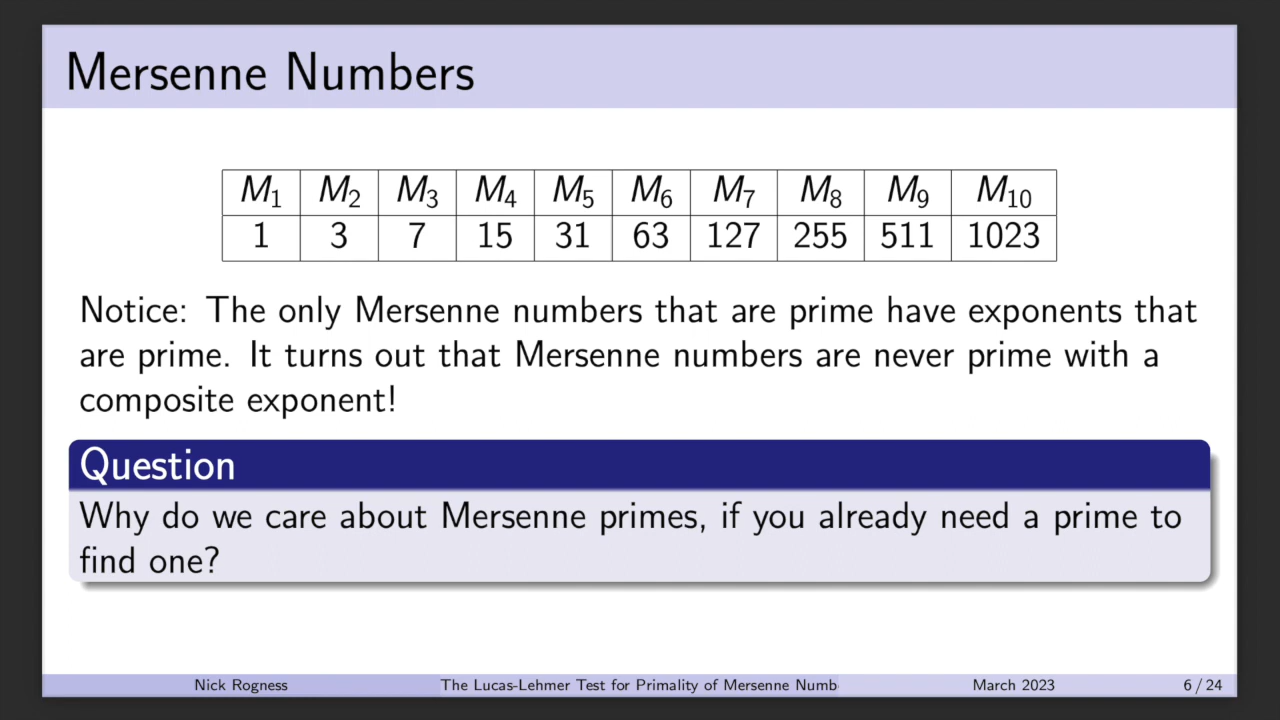 Mersenne Numbers
M₁ M₂ M₃ M₄ M₅ M₆ M₇ M₈ M₉ M₁₀
1 3 7 15 31 63 127 255 511 1023
Notice: The only Mersenne numbers that are prime have exponents that
are prime. It turns out that Mersenne numbers are never prime with a
composite exponent!
Question
Why do we care about Mersenne primes, if you already need a prime to
find one?
Nick Rogness The Lucas-Lehmer Test for Primality of Mersenne Numb March 2023 6 / 24